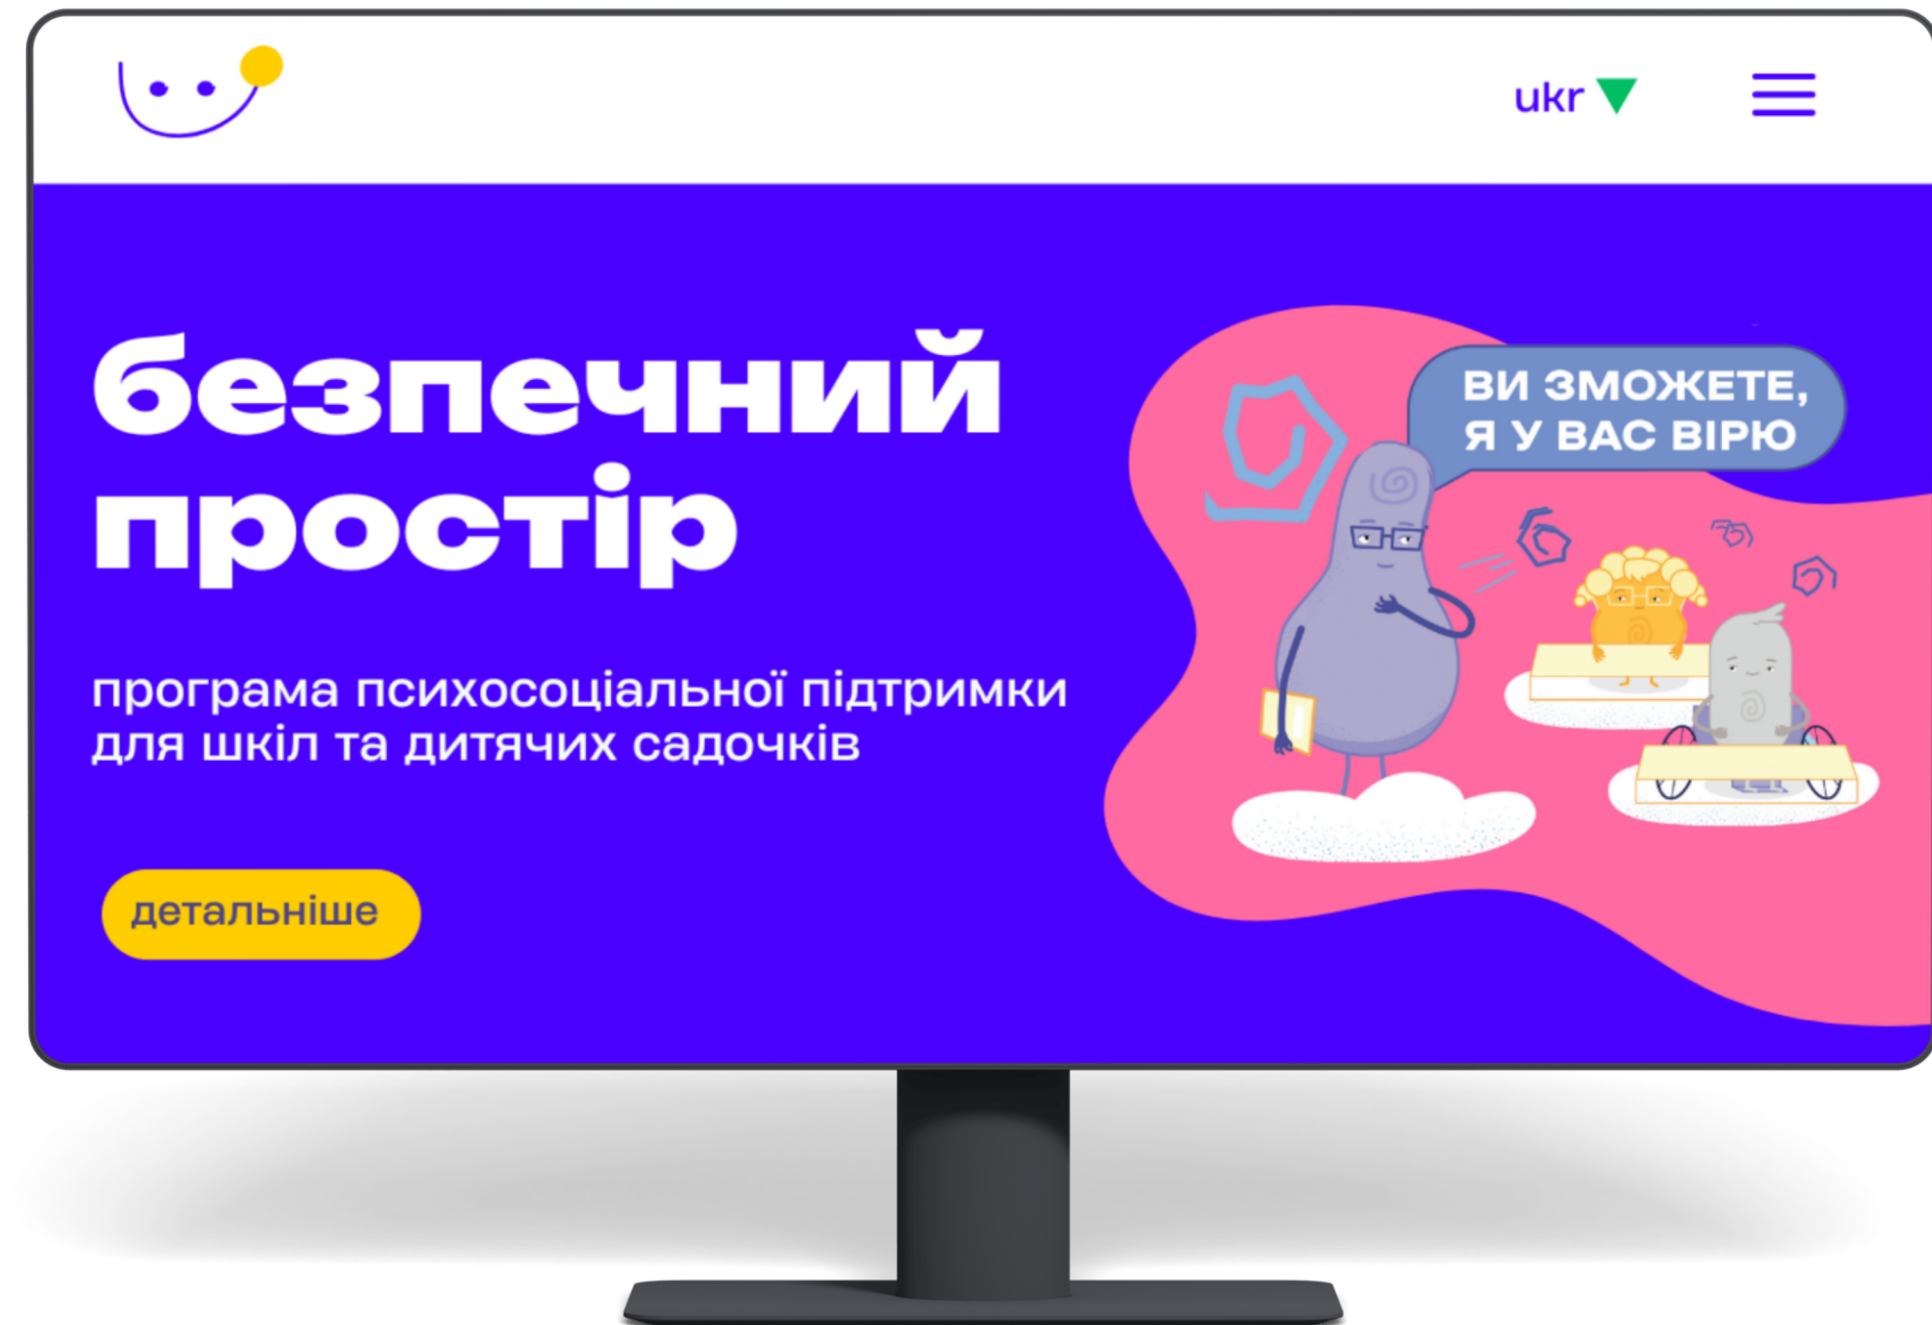 ukr
безпечний
простір
ВИ ЗМОЖЕТЕ,
Я У ВАС ВІРЮ
програма психосоціальної підтримки
для шкіл та дитячих садочків
детальніше